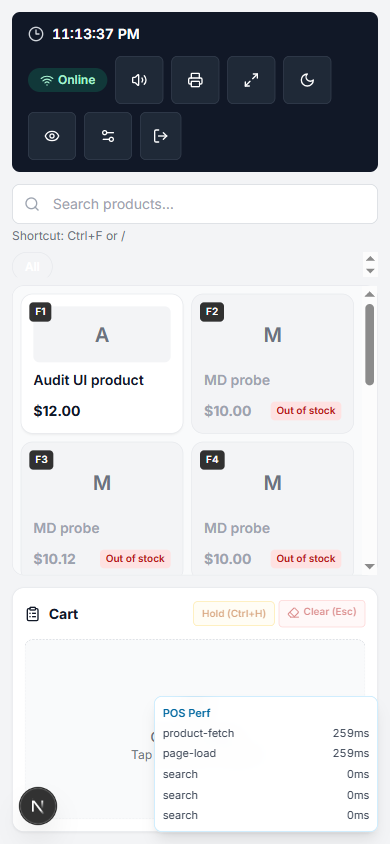 11:13:37 PM
Online
Search products...
Shortcut: Ctrl+F or /
All
F1
A
Audit UI product
$12.00
F2
M
MD probe
$10.00 Out of stock
F3
M
MD probe
$10.12 Out of stock
F4
M
MD probe
$10.00 Out of stock
Cart
Hold (Ctrl+H)
Clear (Esc)
Tap
POS Perf
product-fetch 259ms
page-load 259ms
search 0ms
search 0ms
search 0ms
N